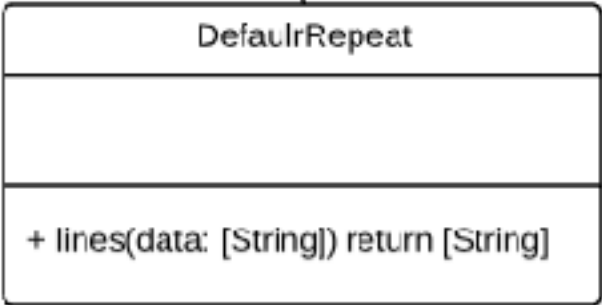 DefaulrRepeat
+ lines(data: [String]) return [String]